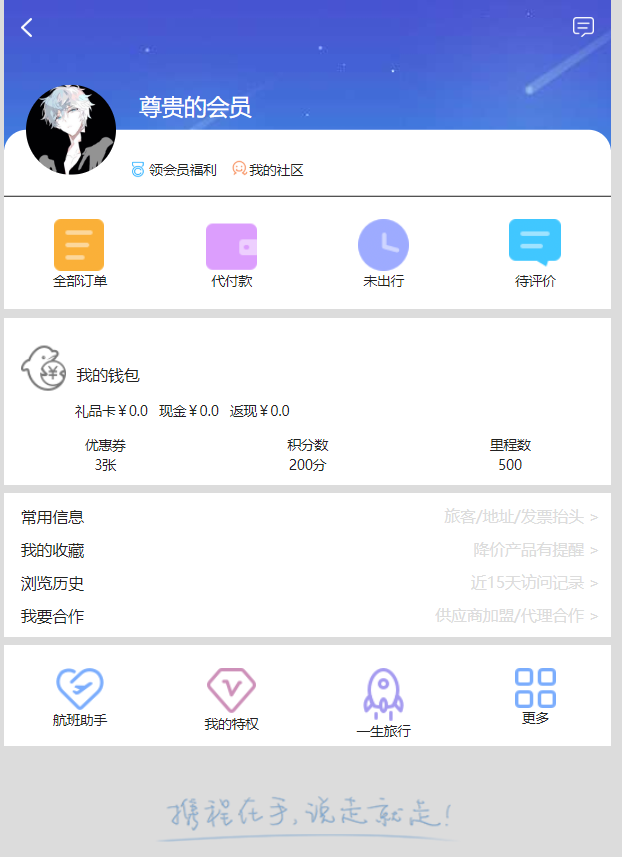 尊贵的会员
领会员福利 我的社区
全部订单 代付款 未出行 待评价
我的钱包
礼品卡￥0.0 现金￥0.0 返现￥0.0
优惠券 积分数 里程数
3张 200分 500
常用信息 旅客/地址/发票抬头 >
我的收藏 降价产品有提醒 >
浏览历史 近15天访问记录 >
我要合作 供应商加盟/代理合作 >
航班助手 我的特权 一生旅行 更多
携程在手,说走就走!